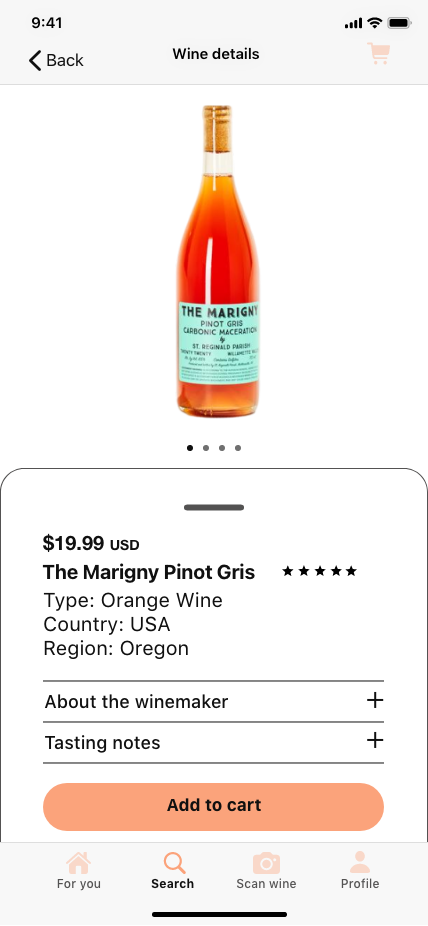 9:41
Back
Wine details
THE MARIGNY
PINOT GRIS
CARBONIC MACERATION
by
ST. REGINALD PARISH
TWENTY TWENTY
$19.99 USD
The Marigny Pinot Gris ★★★★★
Type: Orange Wine
Country: USA
Region: Oregon
About the winemaker +
Tasting notes +
Add to cart
For you
Search
Scan wine
Profile